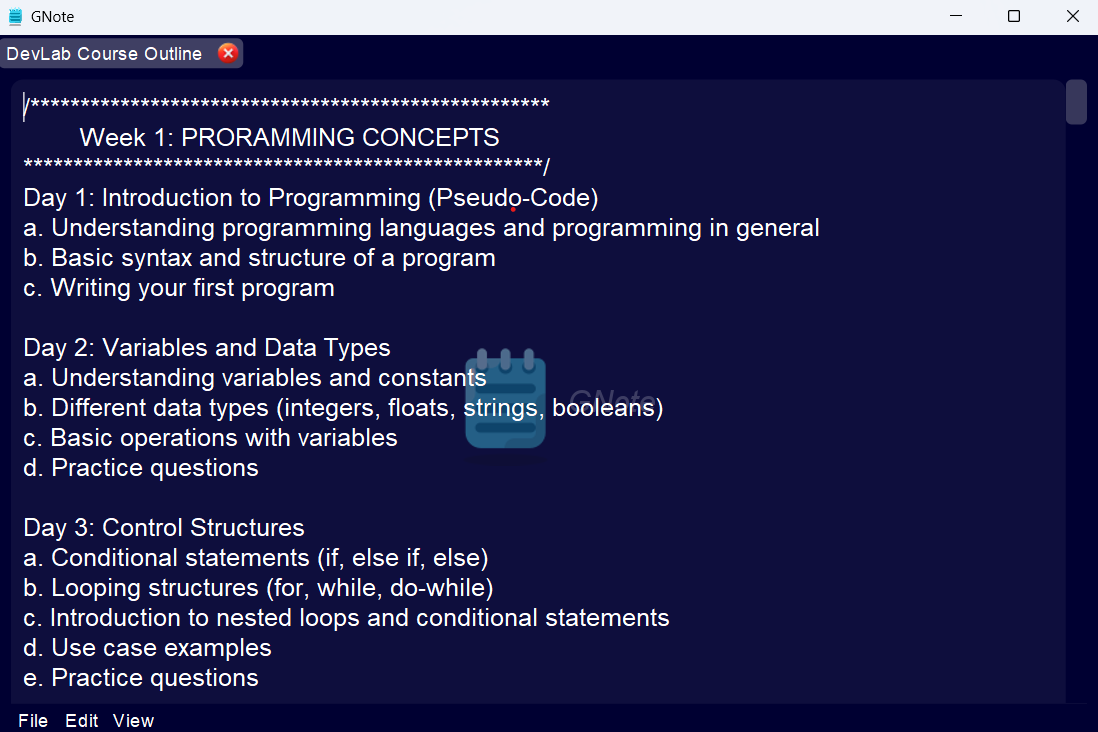 GNote
DevLab Course Outline
/****************************************************
Week 1: PRORAMMING CONCEPTS
****************************************************/
Day 1: Introduction to Programming (Pseudo-Code)
a. Understanding programming languages and programming in general
b. Basic syntax and structure of a program
c. Writing your first program
Day 2: Variables and Data Types
a. Understanding variables and constants
b. Different data types (integers, floats, strings, booleans)
GNote
c. Basic operations with variables
d. Practice questions
Day 3: Control Structures
a. Conditional statements (if, else if, else)
b. Looping structures (for, while, do-while)
c. Introduction to nested loops and conditional statements
d. Use case examples
e. Practice questions
File Edit View